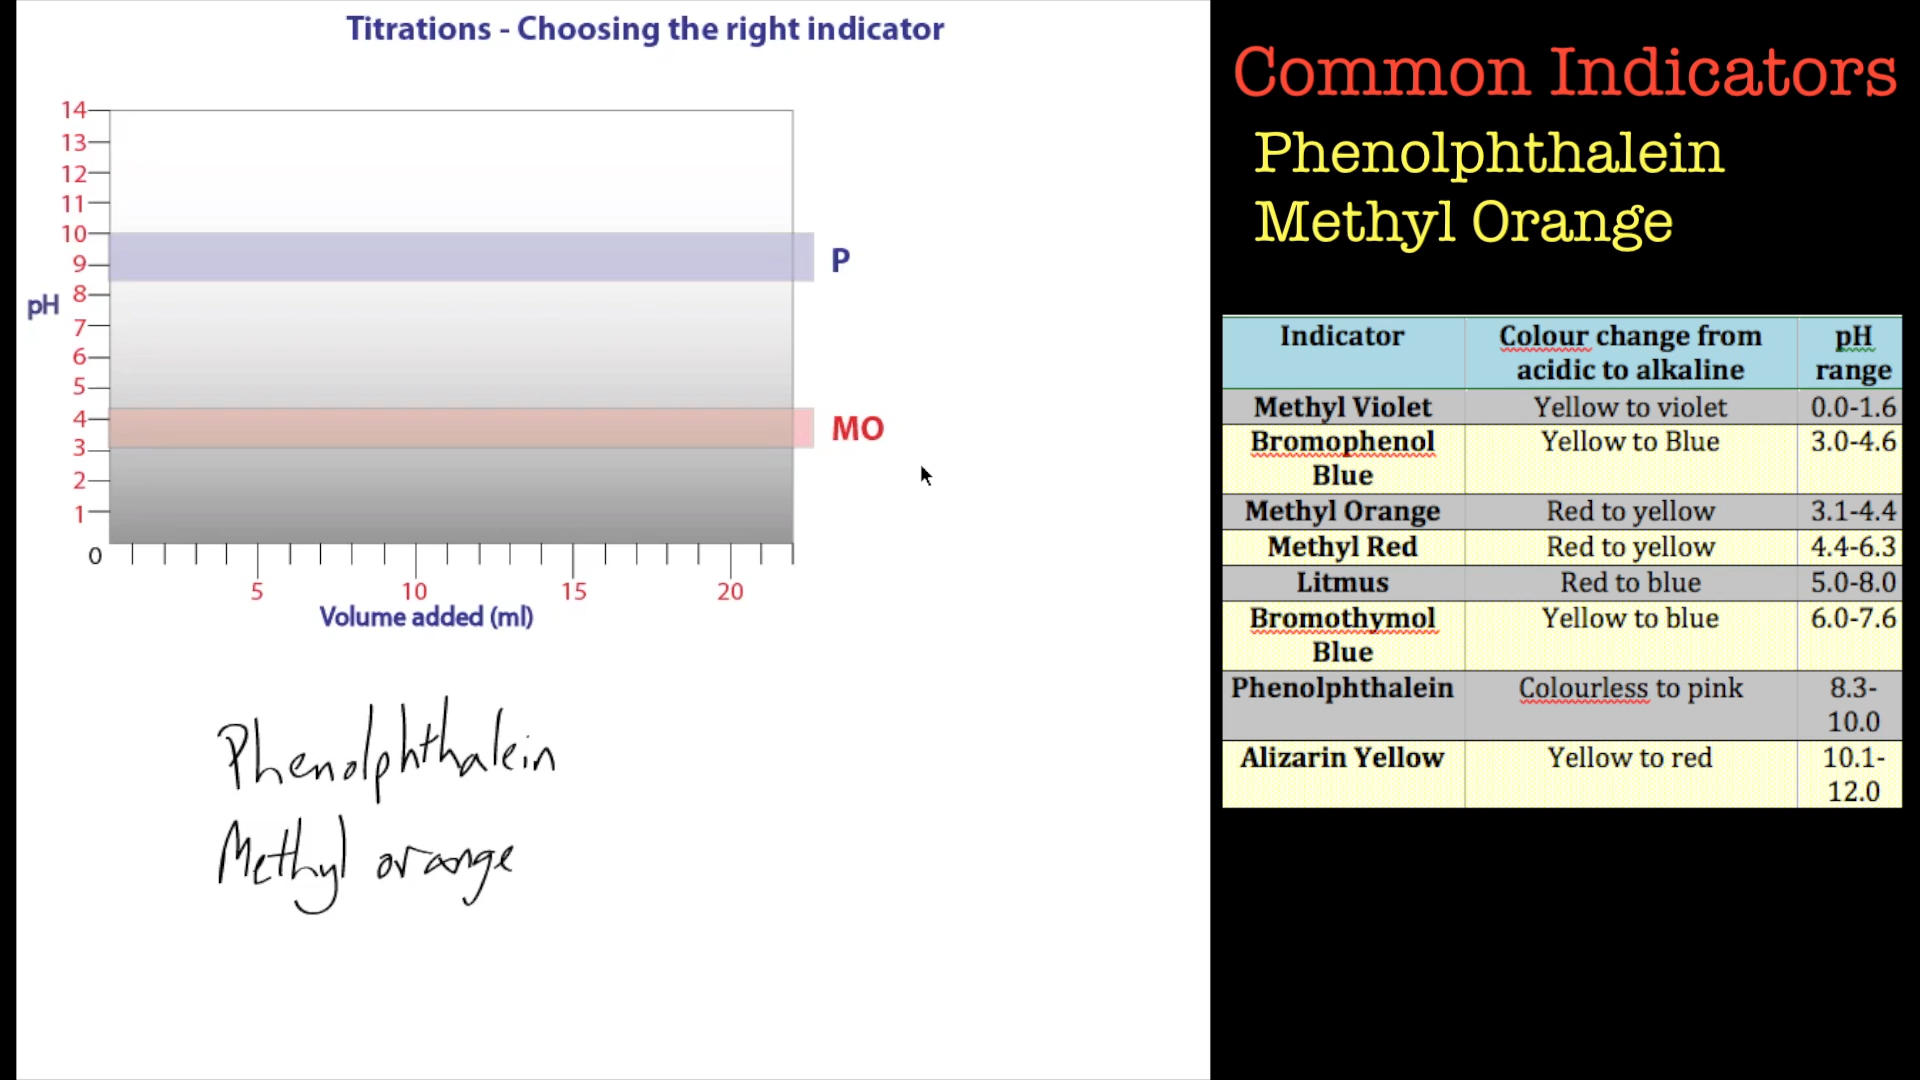 Titrations - Choosing the right indicator
14
13
12
11
10
9
8
7
6
5
4
3
2
1
0
pH
P
MO
5 10 15 20
Volume added (ml)
Phenolphthalein
Methyl orange
Common Indicators
Phenolphthalein
Methyl Orange
Indicator Colour change from pH
acidic to alkaline range
Methyl Violet Yellow to violet 0.0-1.6
Bromophenol Yellow to Blue 3.0-4.6
Blue
Methyl Orange Red to yellow 3.1-4.4
Methyl Red Red to yellow 4.4-6.3
Litmus Red to blue 5.0-8.0
Bromothymol Yellow to blue 6.0-7.6
Blue
Phenolphthalein Colourless to pink 8.3-
10.0
Alizarin Yellow Yellow to red 10.1-
12.0